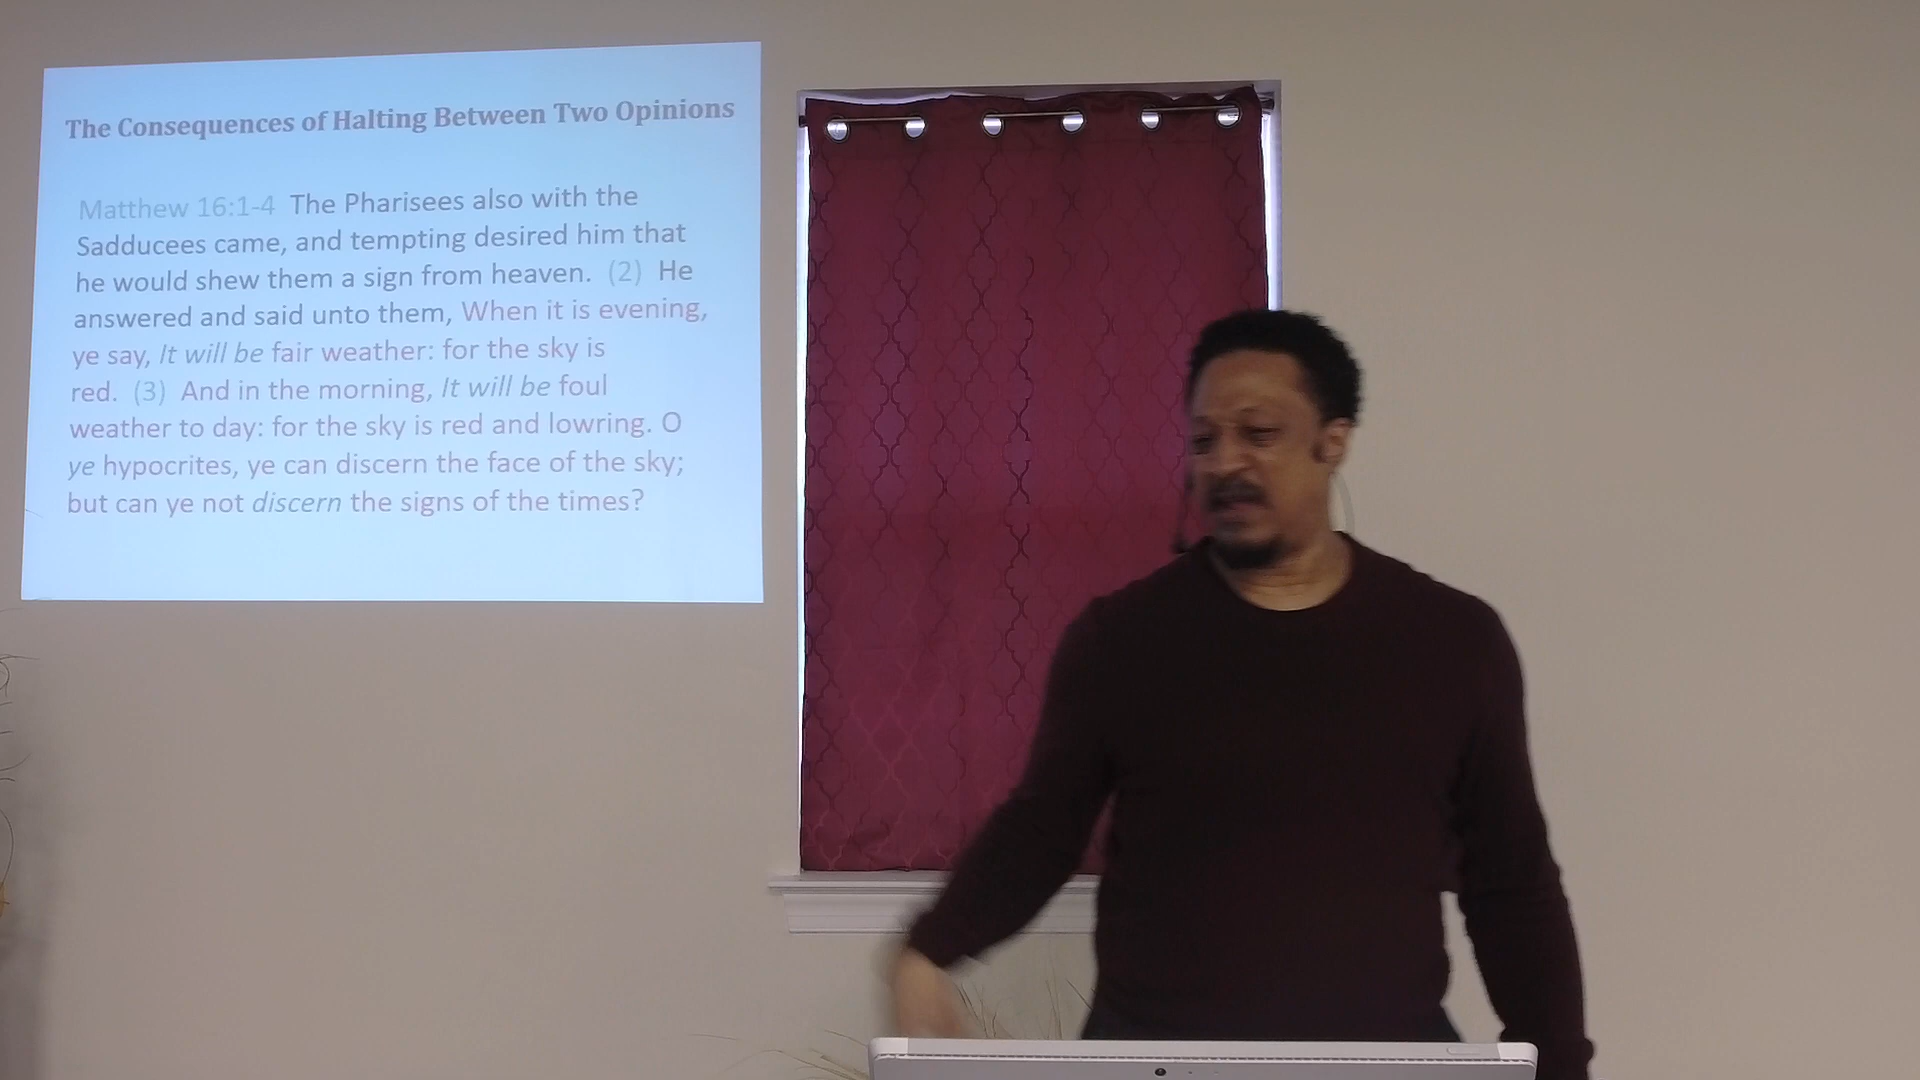 The Consequences of Halting Between Two Opinions
Matthew 16:1-4 The Pharisees also with the
Sadducees came, and tempting desired him that
he would shew them a sign from heaven. (2) He
answered and said unto them, When it is evening,
ye say, It will be fair weather: for the sky is
red. (3) And in the morning, It will be foul
weather to day: for the sky is red and lowring. O
ye hypocrites, ye can discern the face of the sky;
but can ye not discern the signs of the times?